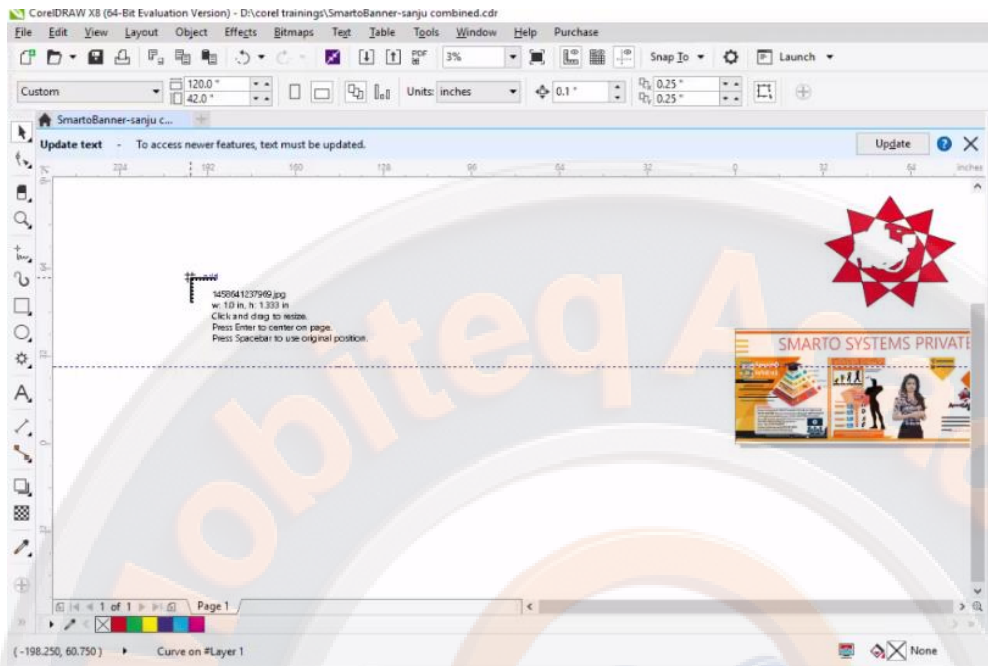 CorelDRAW X8 (64-Bit Evaluation Version) - D:\corel trainings\SmartoBanner-sanju combined.cdr
File Edit View Layout Object Effects Bitmaps Text Table Tools Window Help Purchase
PDF 3% Snap To Launch
Custom 120.0 " 42.0 " Units: inches 0.1 " 0.25 " 0.25 "
SmartoBanner-sanju c...
Update text - To access newer features, text must be updated. Update
224 192 160 128 96 64 32 0 32 64 inches
1458641237969.jpg
w: 1.0 in, h: 1.333 in
Click and drag to resize.
Press Enter to center on page.
Press Spacebar to use original position.
SMARTO SYSTEMS PRIVATE
obiteq A
1 of 1 Page 1
(-198.250, 60.750) Curve on #Layer 1 None